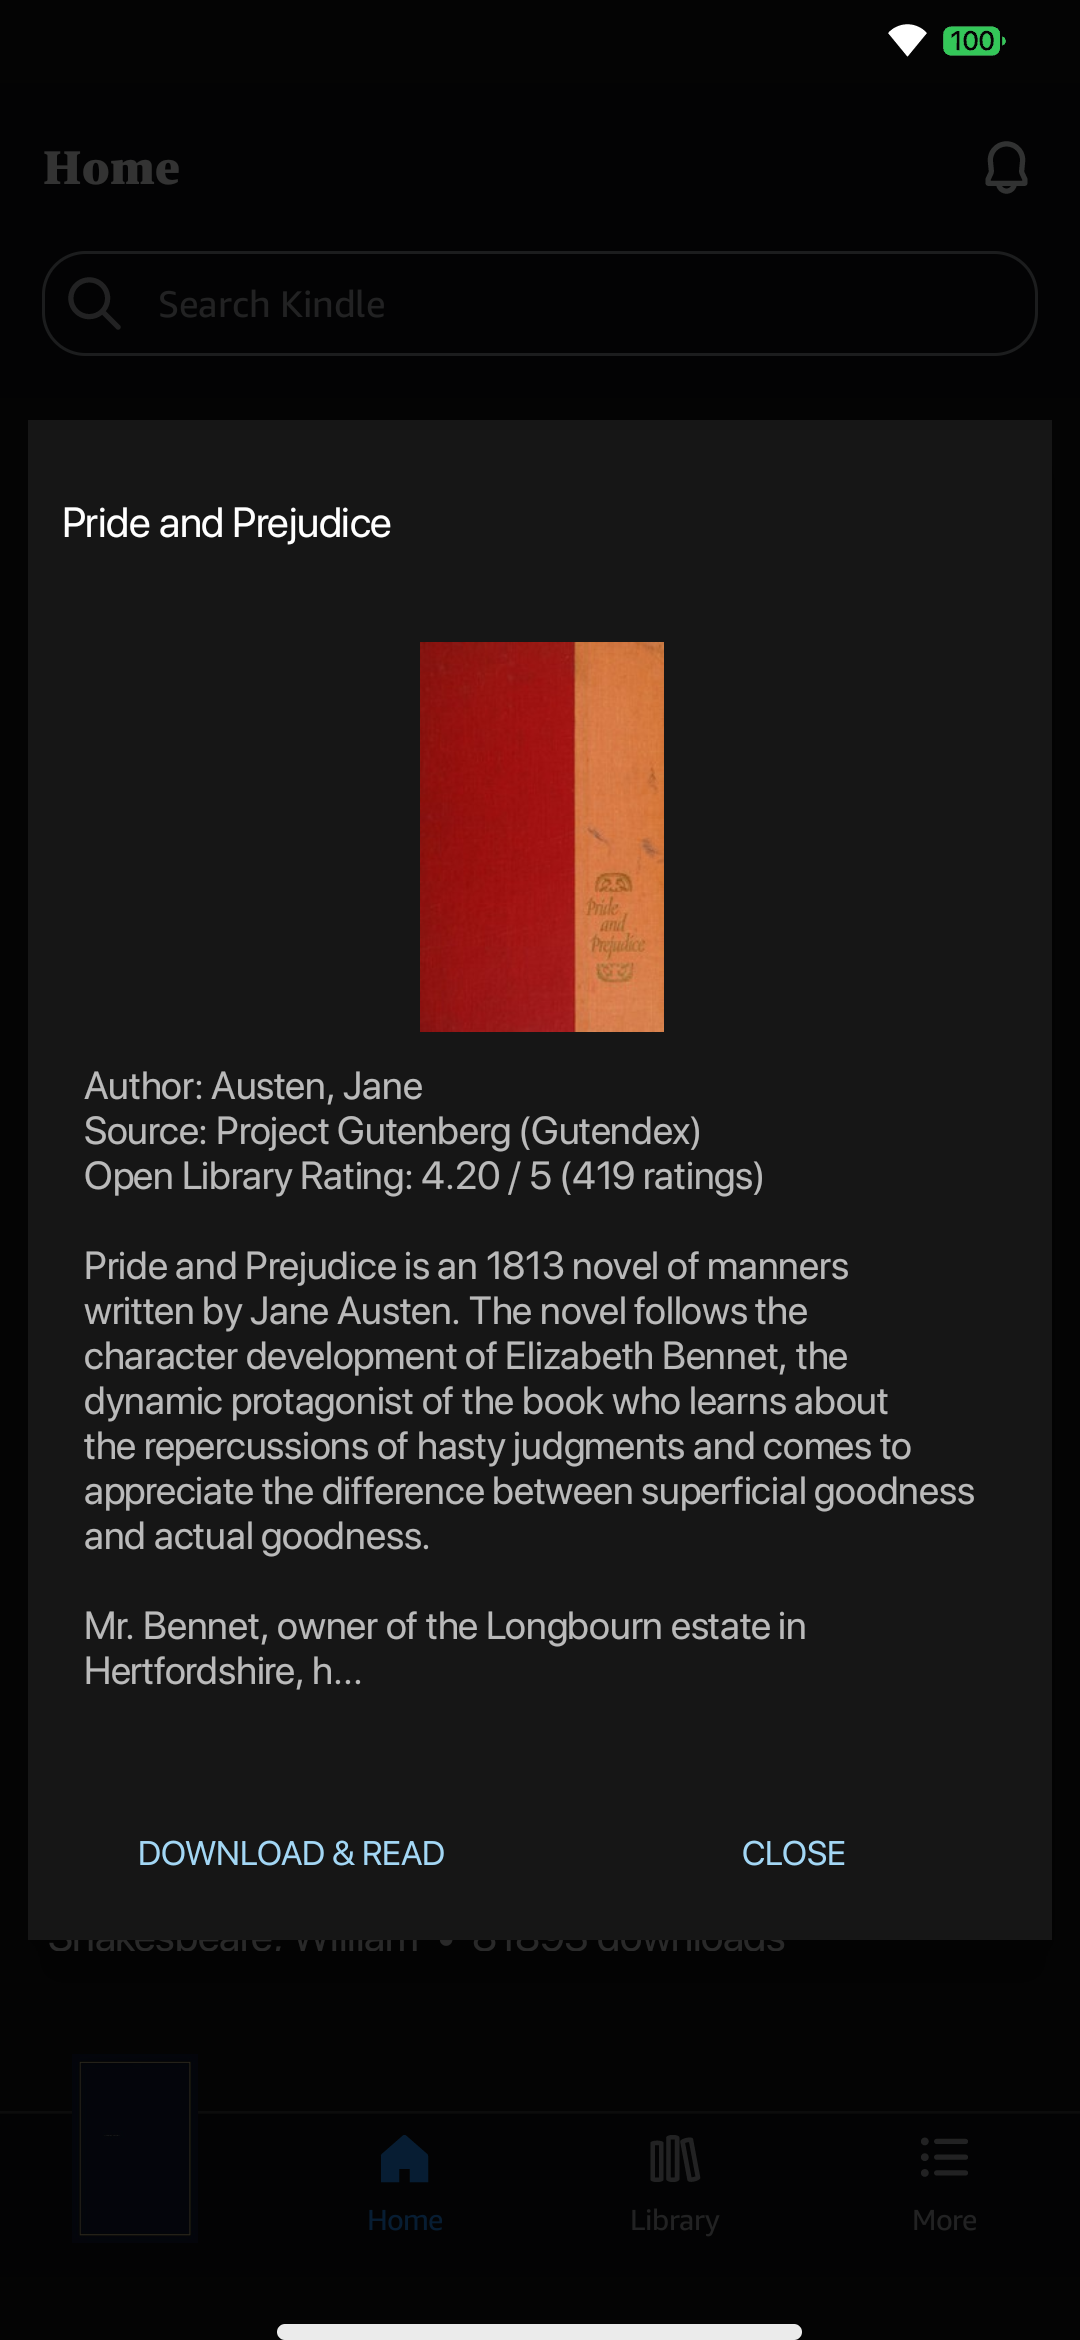 100
Home
Search Kindle
Pride and Prejudice
Pride
and
Prejudice
Author: Austen, Jane
Source: Project Gutenberg (Gutendex)
Open Library Rating: 4.20 / 5 (419 ratings)
Pride and Prejudice is an 1813 novel of manners
written by Jane Austen. The novel follows the
character development of Elizabeth Bennet, the
dynamic protagonist of the book who learns about
the repercussions of hasty judgments and comes to
appreciate the difference between superficial goodness
and actual goodness.
Mr. Bennet, owner of the Longbourn estate in
Hertfordshire, h...
DOWNLOAD & READ CLOSE
Shakespeare, William • 81893 downloads
Home Library More